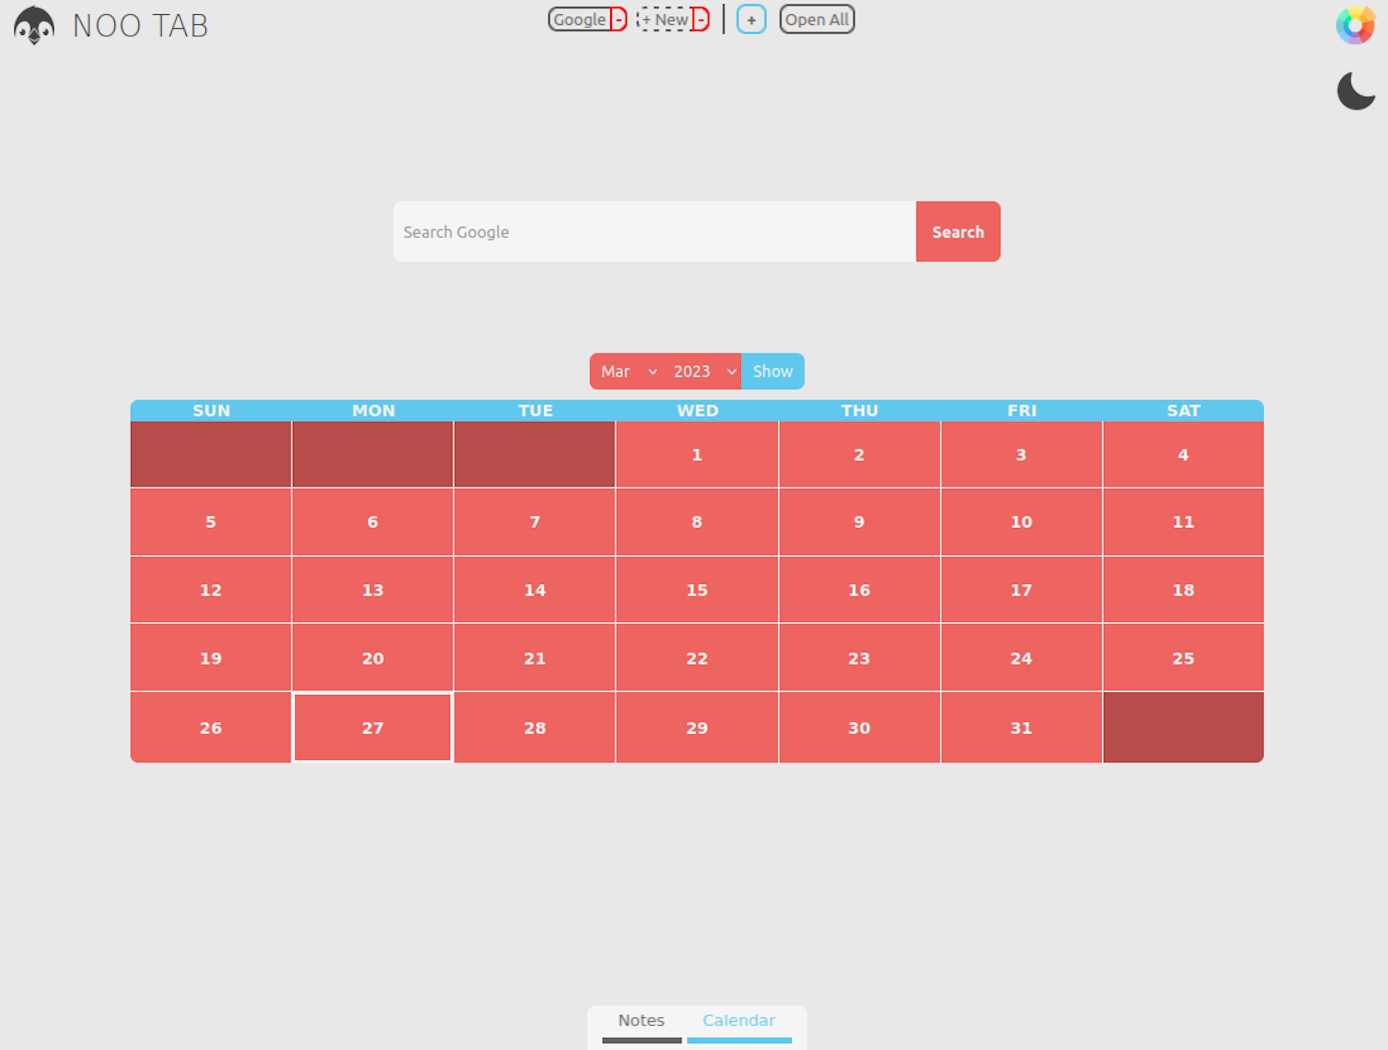 NOO TAB
Google - + New - + Open All
Search Google Search
Mar 2023 Show
SUN MON TUE WED THU FRI SAT
1 2 3 4
5 6 7 8 9 10 11
12 13 14 15 16 17 18
19 20 21 22 23 24 25
26 27 28 29 30 31
Notes Calendar